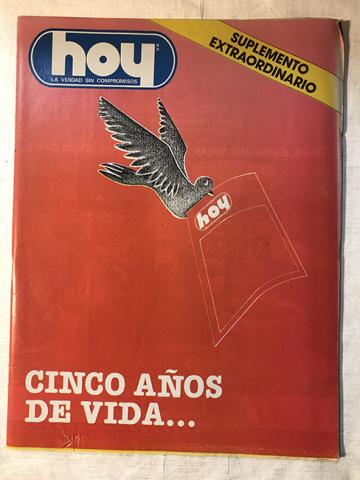 hoy
LA VERDAD SIN COMPROMISOS
SUPLEMENTO
EXTRAORDINARIO
hoy
CINCO AÑOS
DE VIDA...